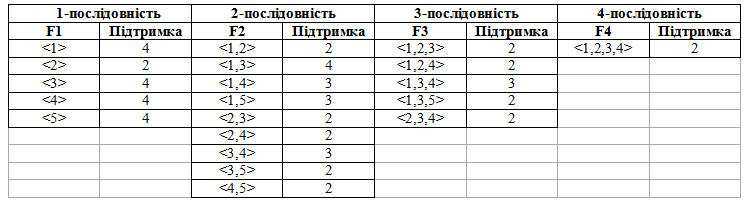 1-послідовність 2-послідовність 3-послідовність 4-послідовність
F1 Підтримка F2 Підтримка F3 Підтримка F4 Підтримка
<1> 4 <1,2> 2 <1,2,3> 2 <1,2,3,4> 2
<2> 2 <1,3> 4 <1,2,4> 2
<3> 4 <1,4> 3 <1,3,4> 3
<4> 4 <1,5> 3 <1,3,5> 2
<5> 4 <2,3> 2 <2,3,4> 2
<2,4> 2
<3,4> 3
<3,5> 2
<4,5> 2